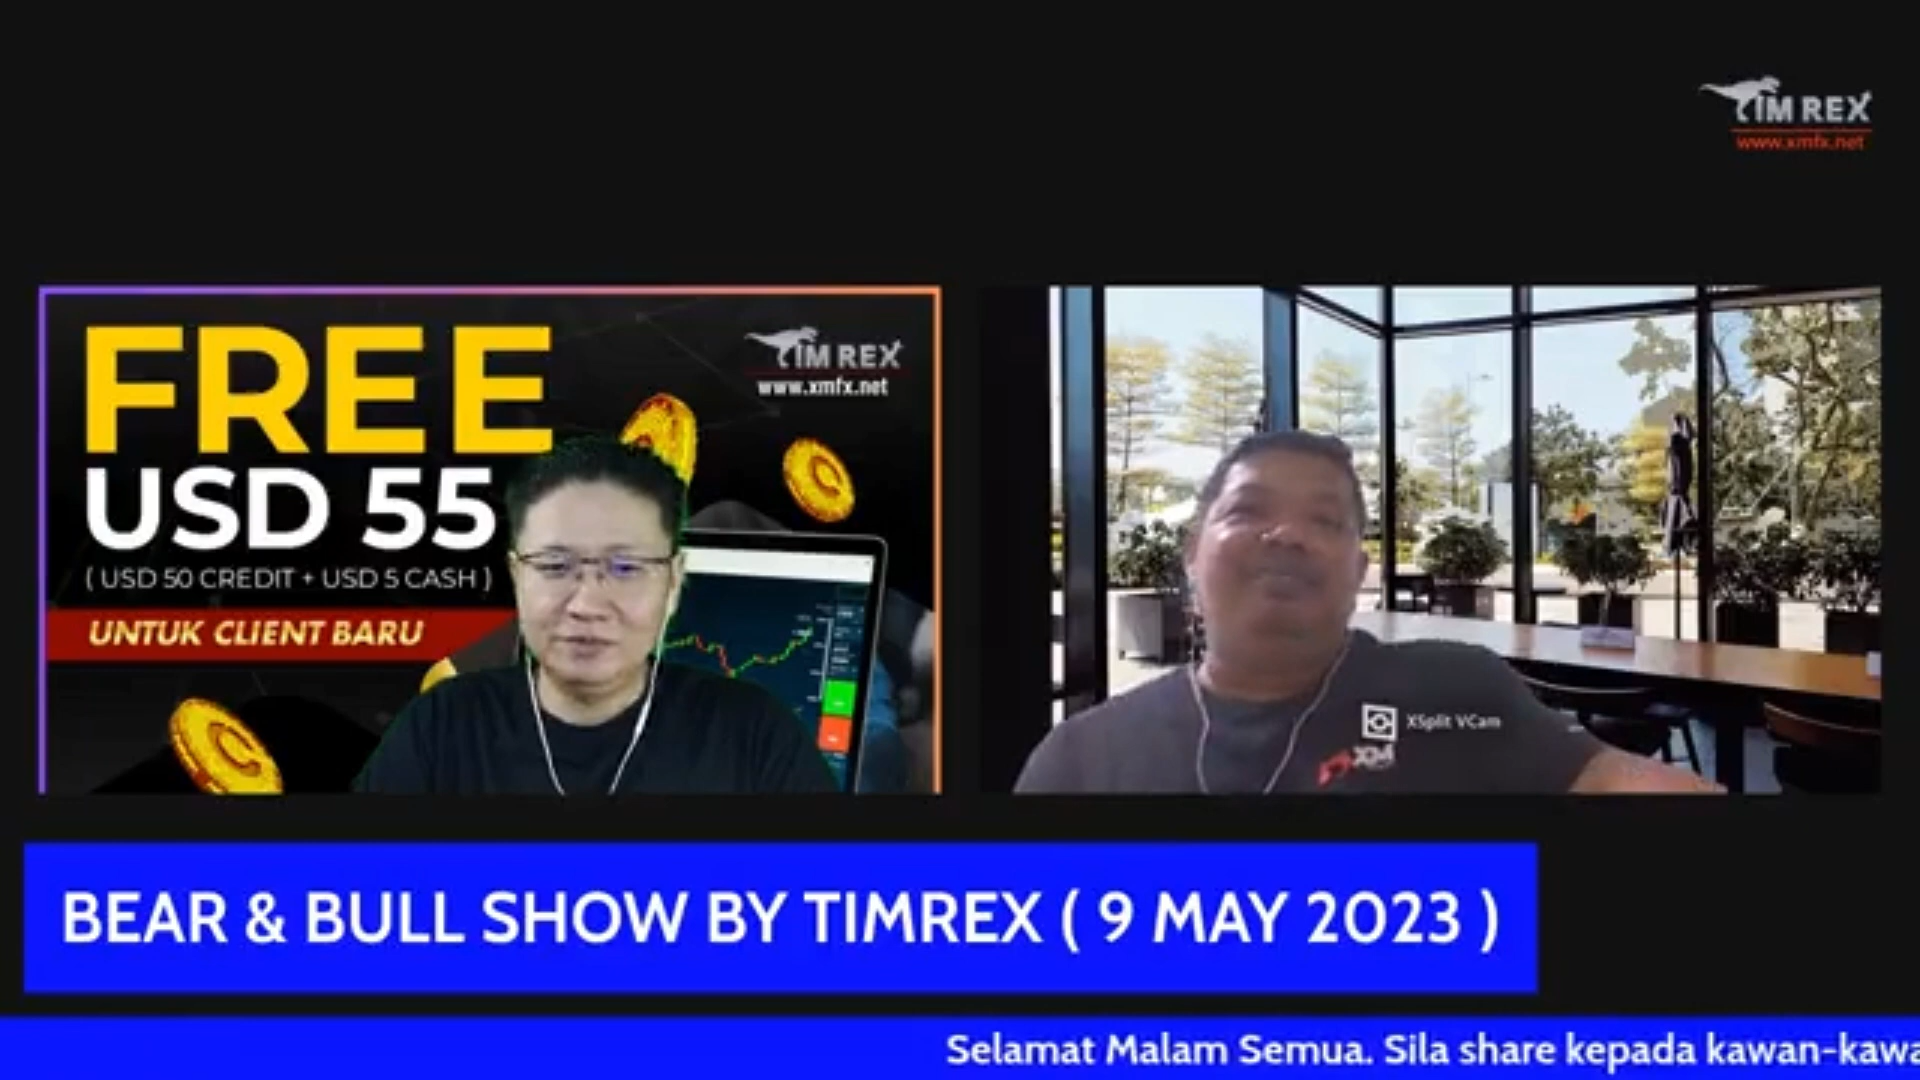 TIM REX
www.xmfx.net
FREE
USD 55
( USD 50 CREDIT + USD 5 CASH )
UNTUK CLIENT BARU
TIM REX
www.xmfx.net
XSplit VCam
XM
BEAR & BULL SHOW BY TIMREX ( 9 MAY 2023 )
Selamat Malam Semua. Sila share kepada kawan-kawa